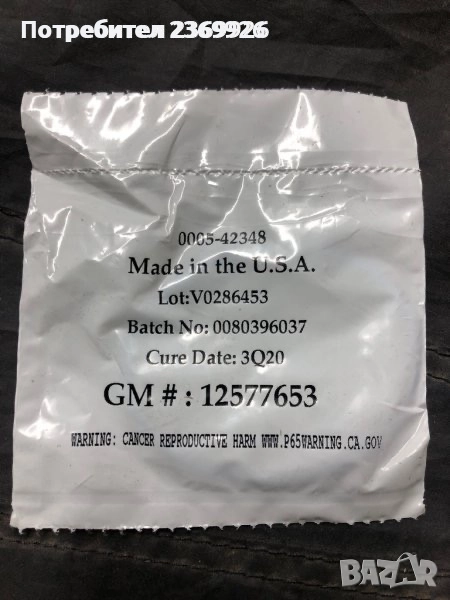 Потребител 2369926
0005-42348
Made in the U.S.A.
Lot:V0286453
Batch No: 0080396037
Cure Date: 3Q20
GM # : 12577653
WARNING: CANCER REPRODUCTIVE HARM WWW.P65WARNING.CA.GOV
BAZAR